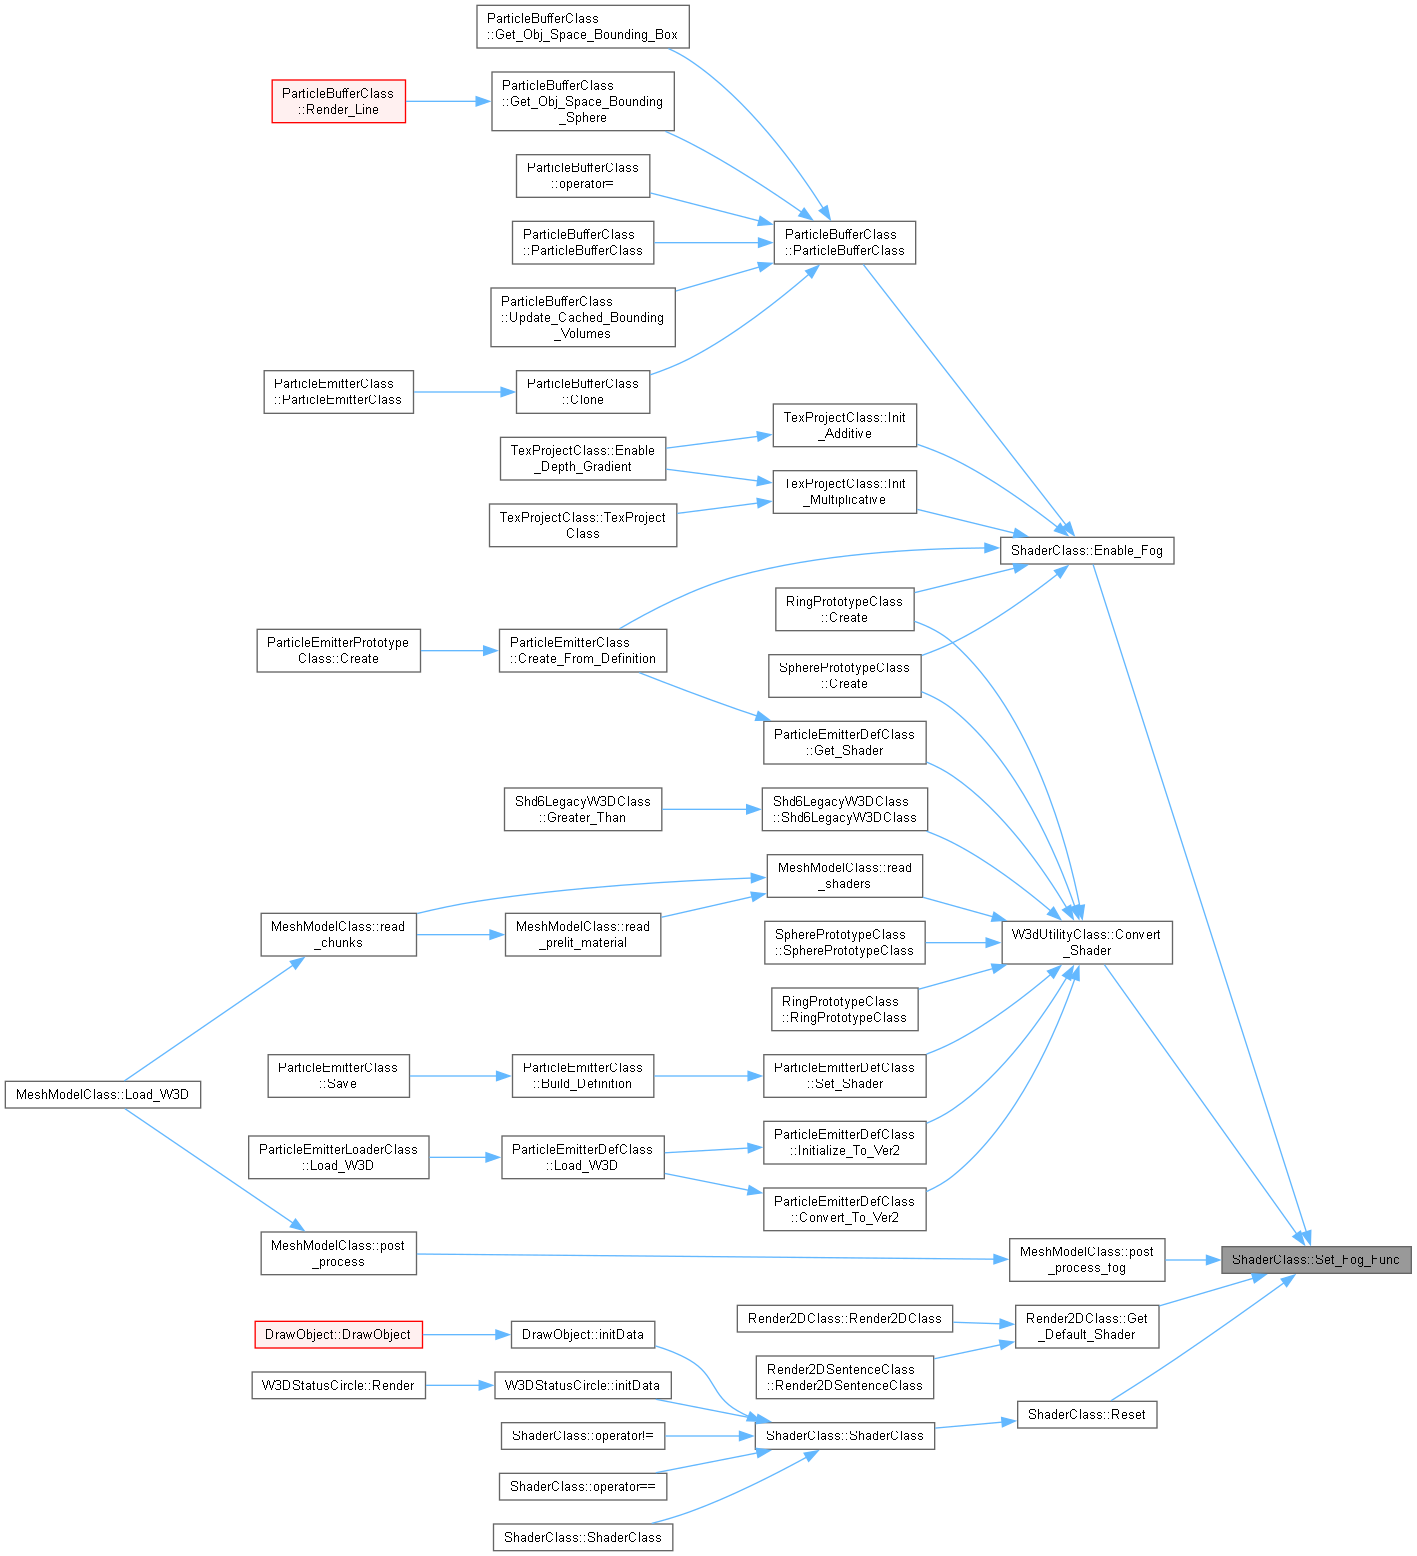 ParticleBufferClass
::Get_Obj_Space_Bounding_Box
ParticleBufferClass
::Get_Obj_Space_Bounding
_Sphere
ParticleBufferClass
::Render_Line
ParticleBufferClass
::operator=
ParticleBufferClass
::ParticleBufferClass
ParticleBufferClass
::ParticleBufferClass
ParticleBufferClass
::Update_Cached_Bounding
_Volumes
ParticleBufferClass
::Clone
ParticleEmitterClass
::ParticleEmitterClass
TexProjectClass::Init
_Additive
TexProjectClass::Enable
_Depth_Gradient
TexProjectClass::Init
_Multiplicative
TexProjectClass::TexProject
Class
ShaderClass::Enable_Fog
RingPrototypeClass
::Create
ParticleEmitterClass
::Create_From_Definition
ParticleEmitterPrototype
Class::Create
SpherePrototypeClass
::Create
ParticleEmitterDefClass
::Get_Shader
Shd6LegacyW3DClass
::Shd6LegacyW3DClass
Shd6LegacyW3DClass
::Greater_Than
MeshModelClass::read
_shaders
MeshModelClass::read
_chunks
MeshModelClass::read
_prelit_material
SpherePrototypeClass
::SpherePrototypeClass
W3dUtilityClass::Convert
_Shader
RingPrototypeClass
::RingPrototypeClass
ParticleEmitterClass
::Save
ParticleEmitterClass
::Build_Definition
ParticleEmitterDefClass
::Set_Shader
MeshModelClass::Load_W3D
ParticleEmitterLoaderClass
::Load_W3D
ParticleEmitterDefClass
::Load_W3D
ParticleEmitterDefClass
::Initialize_To_Ver2
ParticleEmitterDefClass
::Convert_To_Ver2
MeshModelClass::post
_process
MeshModelClass::post
_process_fog
ShaderClass::Set_Fog_Func
Render2DClass::Render2DClass
Render2DClass::Get
_Default_Shader
DrawObject::DrawObject
DrawObject::initData
Render2DSentenceClass
::Render2DSentenceClass
W3DStatusCircle::Render
W3DStatusCircle::initData
ShaderClass::Reset
ShaderClass::operator!=
ShaderClass::ShaderClass
ShaderClass::operator==
ShaderClass::ShaderClass